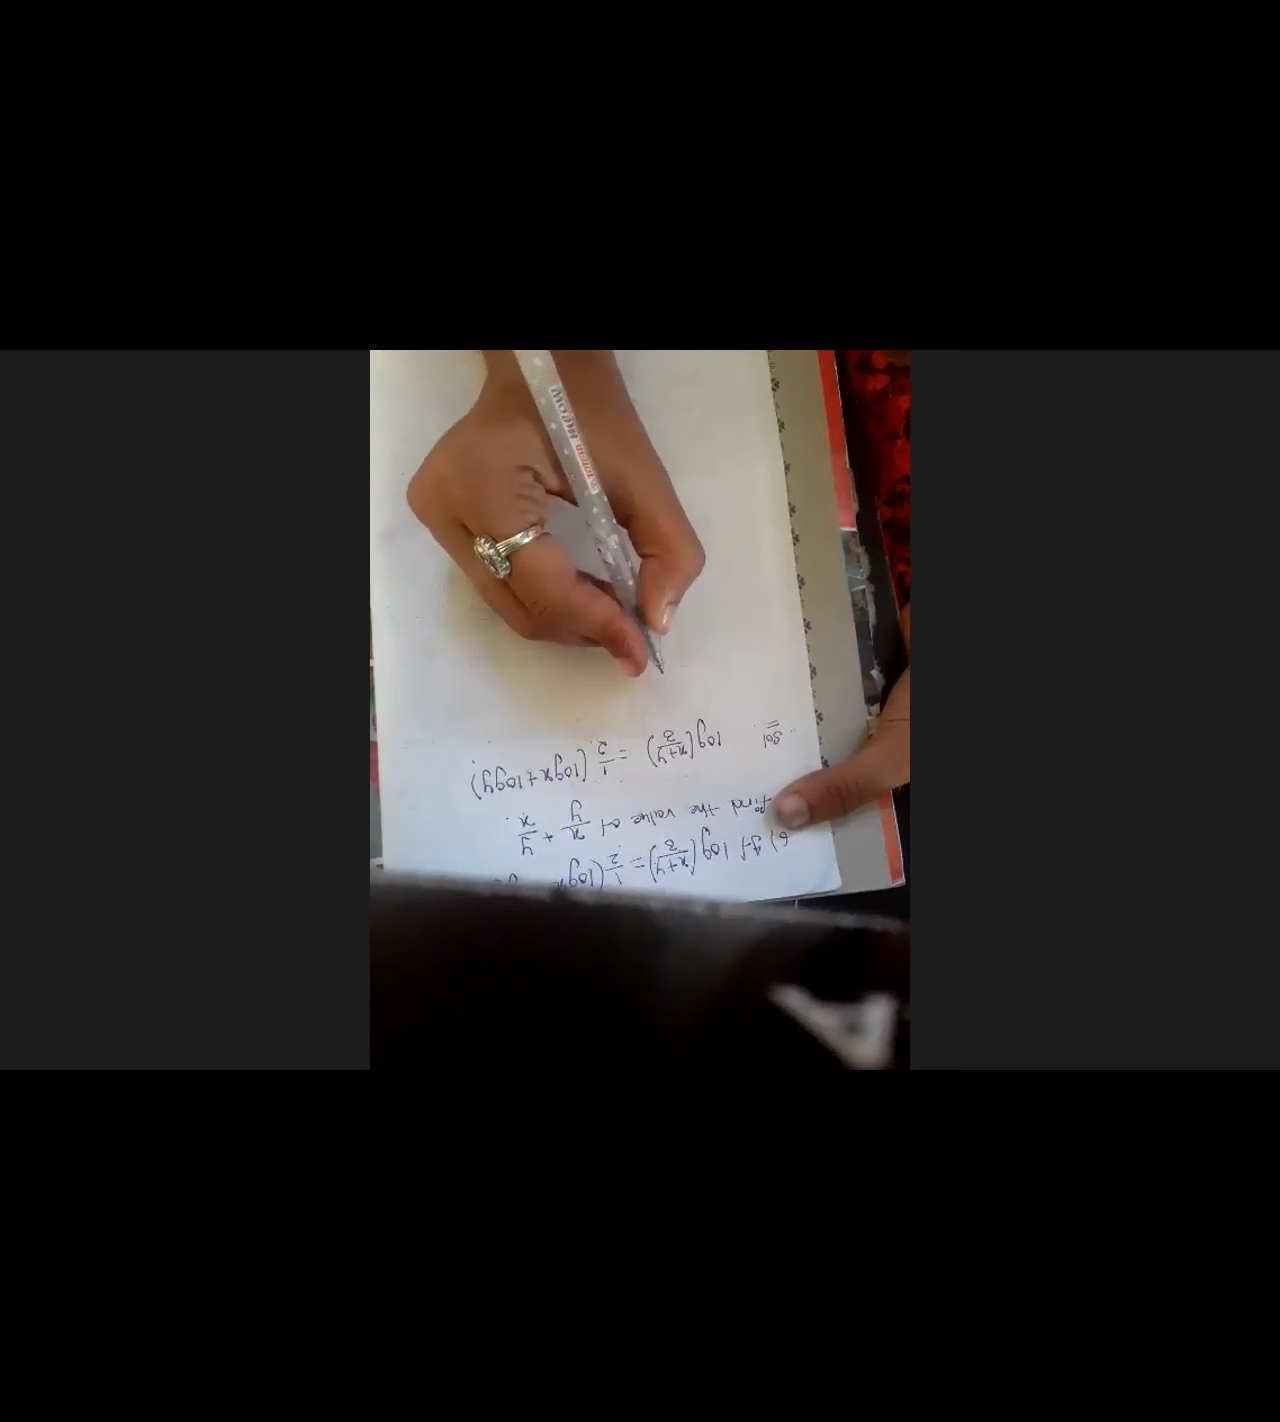 6) If log(x+y/3) = 1/2 (log x
find the value of x/y + y/x.
Sol log(x+y/3) = 1/2 (log x + log y)